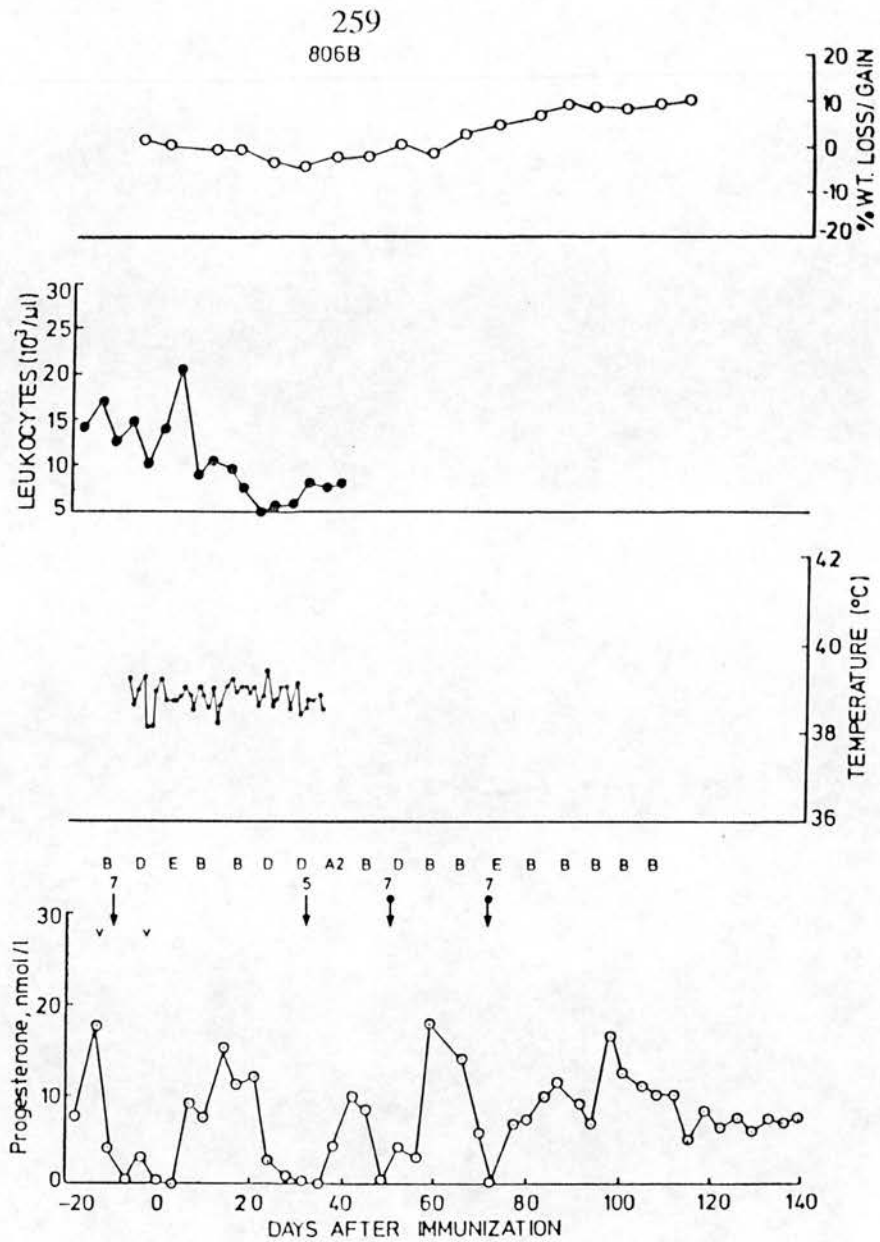 259
806B
20
10
0
-10
-20
% WT. LOSS/GAIN
30
25
20
15
10
5
LEUKOCYTES (10⁻³/µl)
42
40
38
36
TEMPERATURE (°C)
B D E B B D D A2 B D B B E B B B B B
7 5 7 7
v v
30
20
10
0
Progesterone, nmol/l
-20 0 20 40 60 80 100 120 140
DAYS AFTER IMMUNIZATION